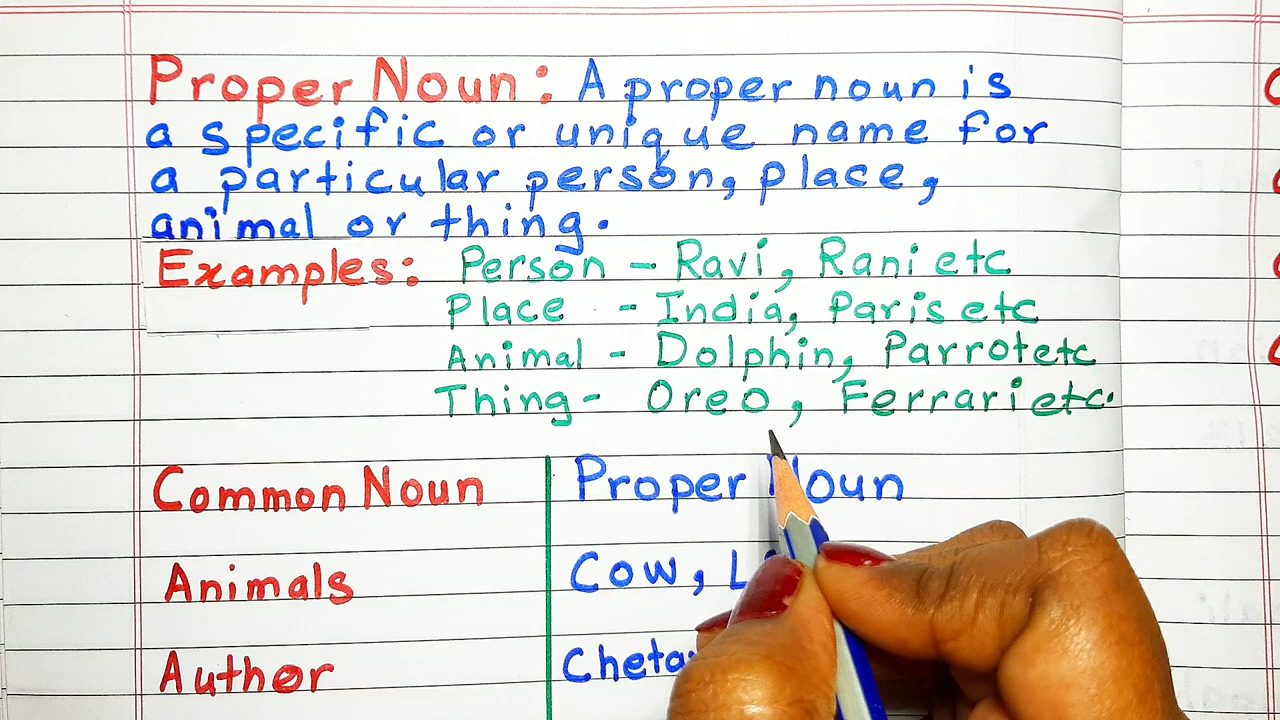 Proper Noun: A proper noun is
a specific or unique name for
a particular person, place,
animal or thing.
Examples: Person - Ravi, Rani etc
Place - India, Paris etc
Animal - Dolphin, Parrot etc
Thing - Oreo, Ferrari etc.
Common Noun Proper Noun
Animals Cow,
Author